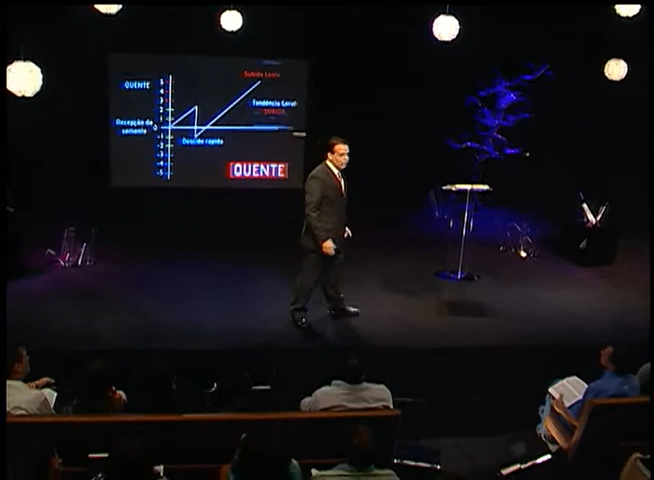 Subida Lenta
QUENTE
5
4
3
2
1
0
-1
-2
-3
-4
-5
Tendência Geral:
SUBIDA
Recepção da
semente
Descida rápida
QUENTE